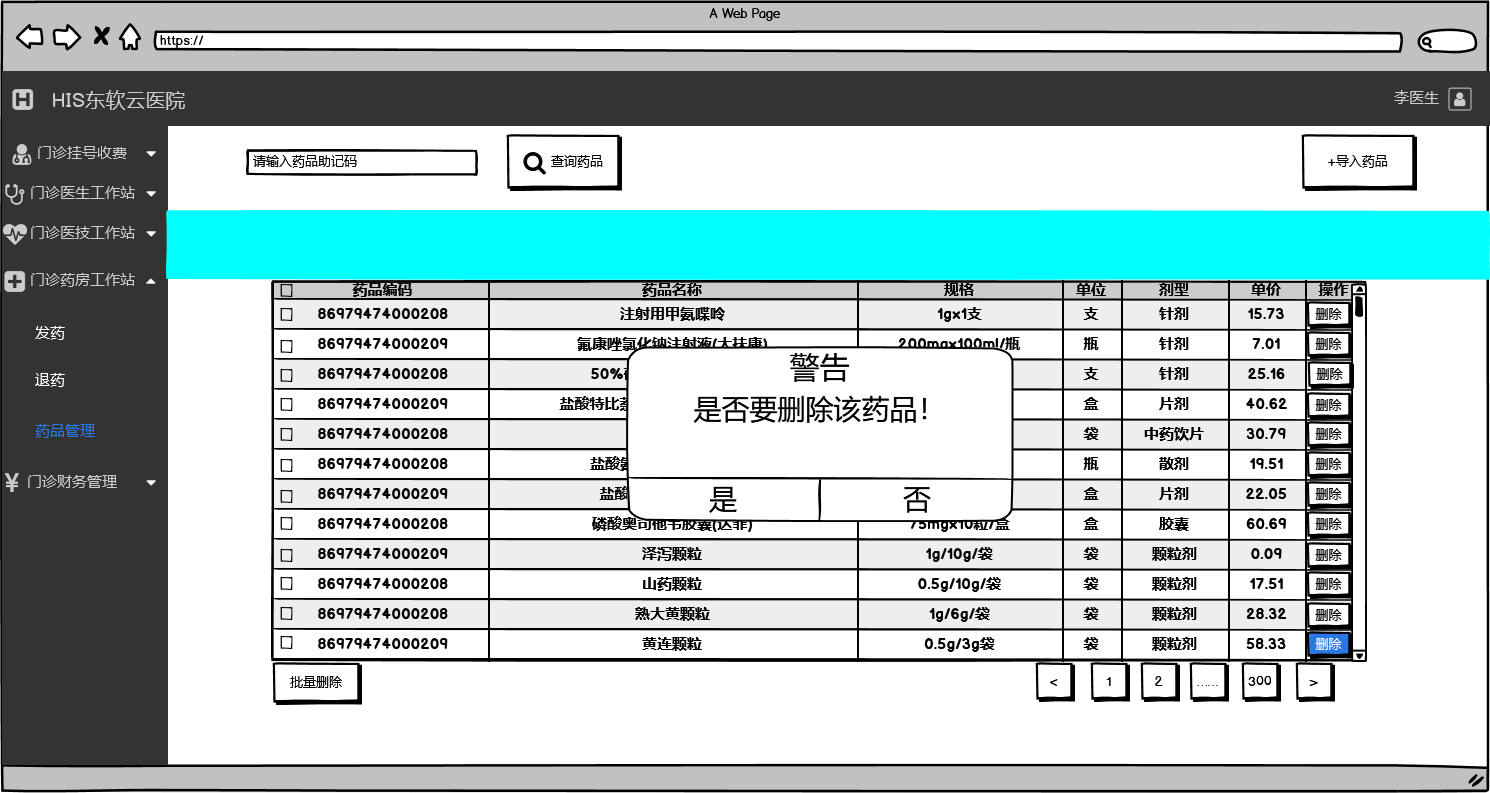 A Web Page
https://
HIS东软云医院
李医生
门诊挂号收费
门诊医生工作站
门诊医技工作站
门诊药房工作站
发药
退药
药品管理
门诊财务管理
请输入药品助记码
查询药品
+导入药品
药品编码 药品名称 规格 单位 剂型 单价 操作
86979474000208 注射用甲氨喋呤 1gx1支 支 针剂 15.73 删除
86979474000209 氟康唑氯化钠注射液(大扶康) 200mgx100ml/瓶 瓶 针剂 7.01 删除
86979474000208 50% 支 针剂 25.16 删除
86979474000209 盐酸特比萘 盒 片剂 40.62 删除
86979474000208 袋 中药饮片 30.79 删除
86979474000208 盐酸氨 瓶 散剂 19.51 删除
86979474000209 盐酸 盒 片剂 22.05 删除
86979474000208 磷酸奥司他韦胶囊(达菲) 75mgx10粒/盒 盒 胶囊 60.69 删除
86979474000209 泽泻颗粒 1g/10g/袋 袋 颗粒剂 0.09 删除
86979474000208 山药颗粒 0.5g/10g/袋 袋 颗粒剂 17.51 删除
86979474000208 熟大黄颗粒 1g/6g/袋 袋 颗粒剂 28.32 删除
86979474000209 黄连颗粒 0.5g/3g袋 袋 颗粒剂 58.33 删除
警告
是否要删除该药品！
是 否
批量删除
< 1 2 …… 300 >